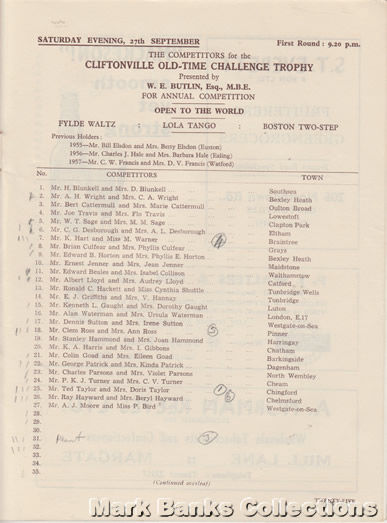 SATURDAY EVENING, 27th SEPTEMBER First Round : 9.20 p.m.
THE COMPETITORS for the
CLIFTONVILLE OLD-TIME CHALLENGE TROPHY
Presented by
W. E. BUTLIN, Esq., M.B.E.
FOR ANNUAL COMPETITION
OPEN TO THE WORLD
FYLDE WALTZ : LOLA TANGO : BOSTON TWO-STEP
Previous Holders :
1955—Mr. Bill Elsdon and Mrs. Betty Elsdon (Euston)
1956—Mr. Charles J. Hale and Mrs. Barbara Hale (Ealing)
1957—Mr. C. W. Francis and Mrs. D. V. Francis (Watford)
No. COMPETITORS TOWN
1. Mr. H. Blunkell and Mrs. D. Blunkell Southsea
2. Mr. A. H. Wright and Mrs. C. A. Wright Bexley Heath
3. Mr. Bert Cattermull and Mrs. Marie Cattermull Oulton Broad
4. Mr. Joe Travis and Mrs. Flo Travis Lowestoft
5. Mr. W. T. Sage and Mrs. M. M. Sage Clapton Park
6. Mr. C. G. Desborough and Mrs. A. L. Desborough Eltham
7. Mr. K. Hart and Miss M. Warner Braintree
8. Mr. Brian Culfear and Mrs. Phyllis Culfear Grays
9. Mr. Edward B. Horton and Mrs. Phyllis E. Horton Bexley Heath
10. Mr. Ernest Jenner and Mrs. Jean Jenner Maidstone
11. Mr. Edward Beales and Mrs. Isabel Collison Walthamstow
12. Mr. Albert Lloyd and Mrs. Audrey Lloyd Catford
13. Mr. Ronald C. Hackett and Miss Cynthia Shuttle Tunbridge Wells
14. Mr. E. J. Griffiths and Mrs. V. Hannay Tonbridge
15. Mr. Kenneth L. Gaught and Mrs. Dorothy Gaught Luton
16. Mr. Alan Waterman and Mrs. Ursula Waterman London, E.17
17. Mr. Dennis Sutton and Mrs. Irene Sutton Westgate-on-Sea
18. Mr. Clem Ross and Mrs. Ann Ross Pinner
19. Mr. Stanley Hammond and Mrs. Joan Hammond Harringay
20. Mr. K. A. Harris and Mrs. I. Gibbons Chatham
21. Mr. Colin Goad and Mrs. Eileen Goad Barkingside
22. Mr. George Patrick and Mrs. Kinda Patrick Dagenham
23. Mr. Charles Parsons and Mrs. Violet Parsons North Wembley
24. Mr. P. K. J. Turner and Mrs. C. V. Turner Cheam
25. Mr. Ted Taylor and Mrs. Doris Taylor Chingford
26. Mr. Ray Hayward and Mrs. Beryl Hayward Chelmsford
27. Mr. A. J. Moore and Miss P. Bird Westgate-on-Sea
28.
29.
30.
31.
32.
33.
34.
35.
(Continued overleaf)
TWENTY-FIVE
Mark Banks Collections